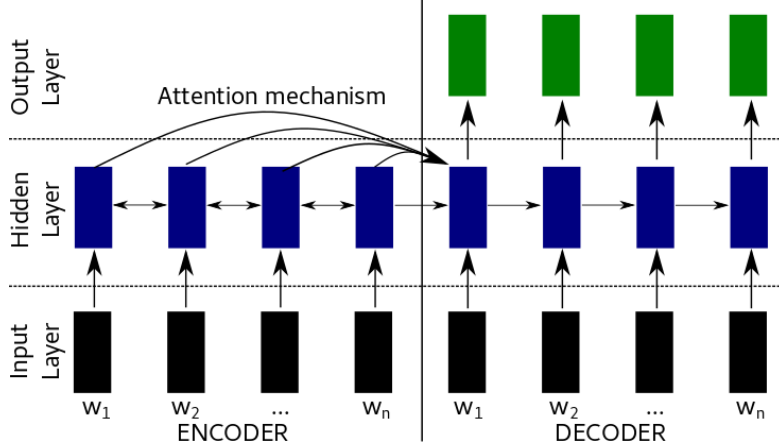 Output
Layer
Attention mechanism
Hidden
Layer
Input
Layer
w1 w2 ... wn w1 w2 ... wn
ENCODER DECODER